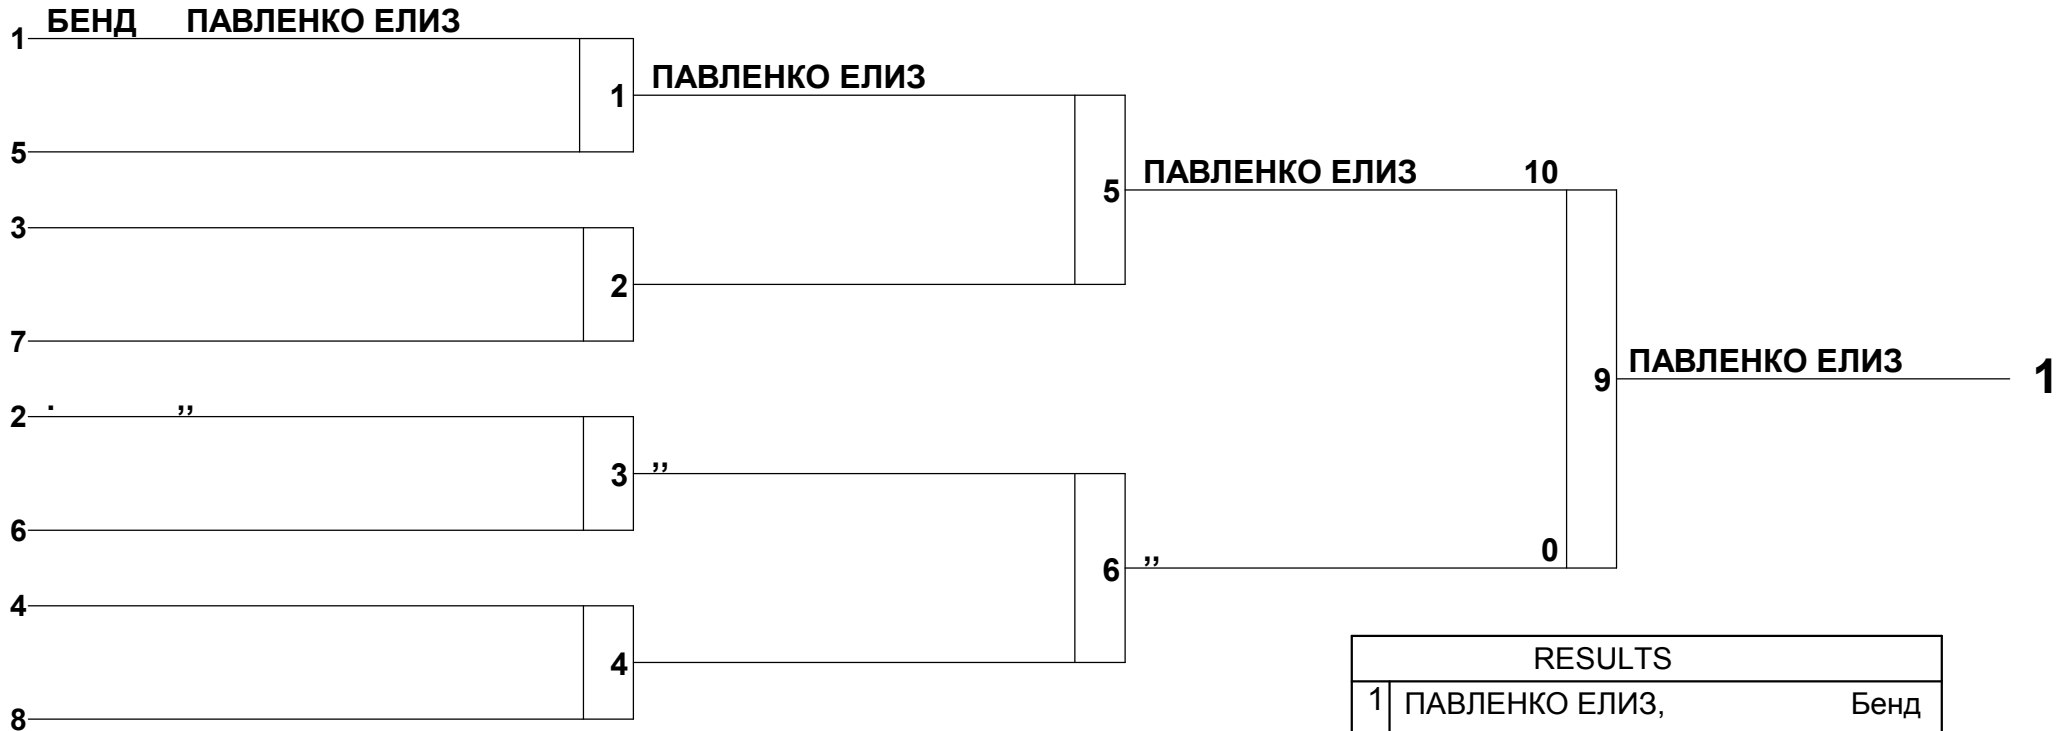 1 БЕНД ПАВЛЕНКО ЕЛИЗ
1 ПАВЛЕНКО ЕЛИЗ
5
5 ПАВЛЕНКО ЕЛИЗ 10
3
2
7
9 ПАВЛЕНКО ЕЛИЗ 1
2 . ,,
3 ,,
6
6 ,, 0
4
4
8
RESULTS
1 ПАВЛЕНКО ЕЛИЗ, Бенд